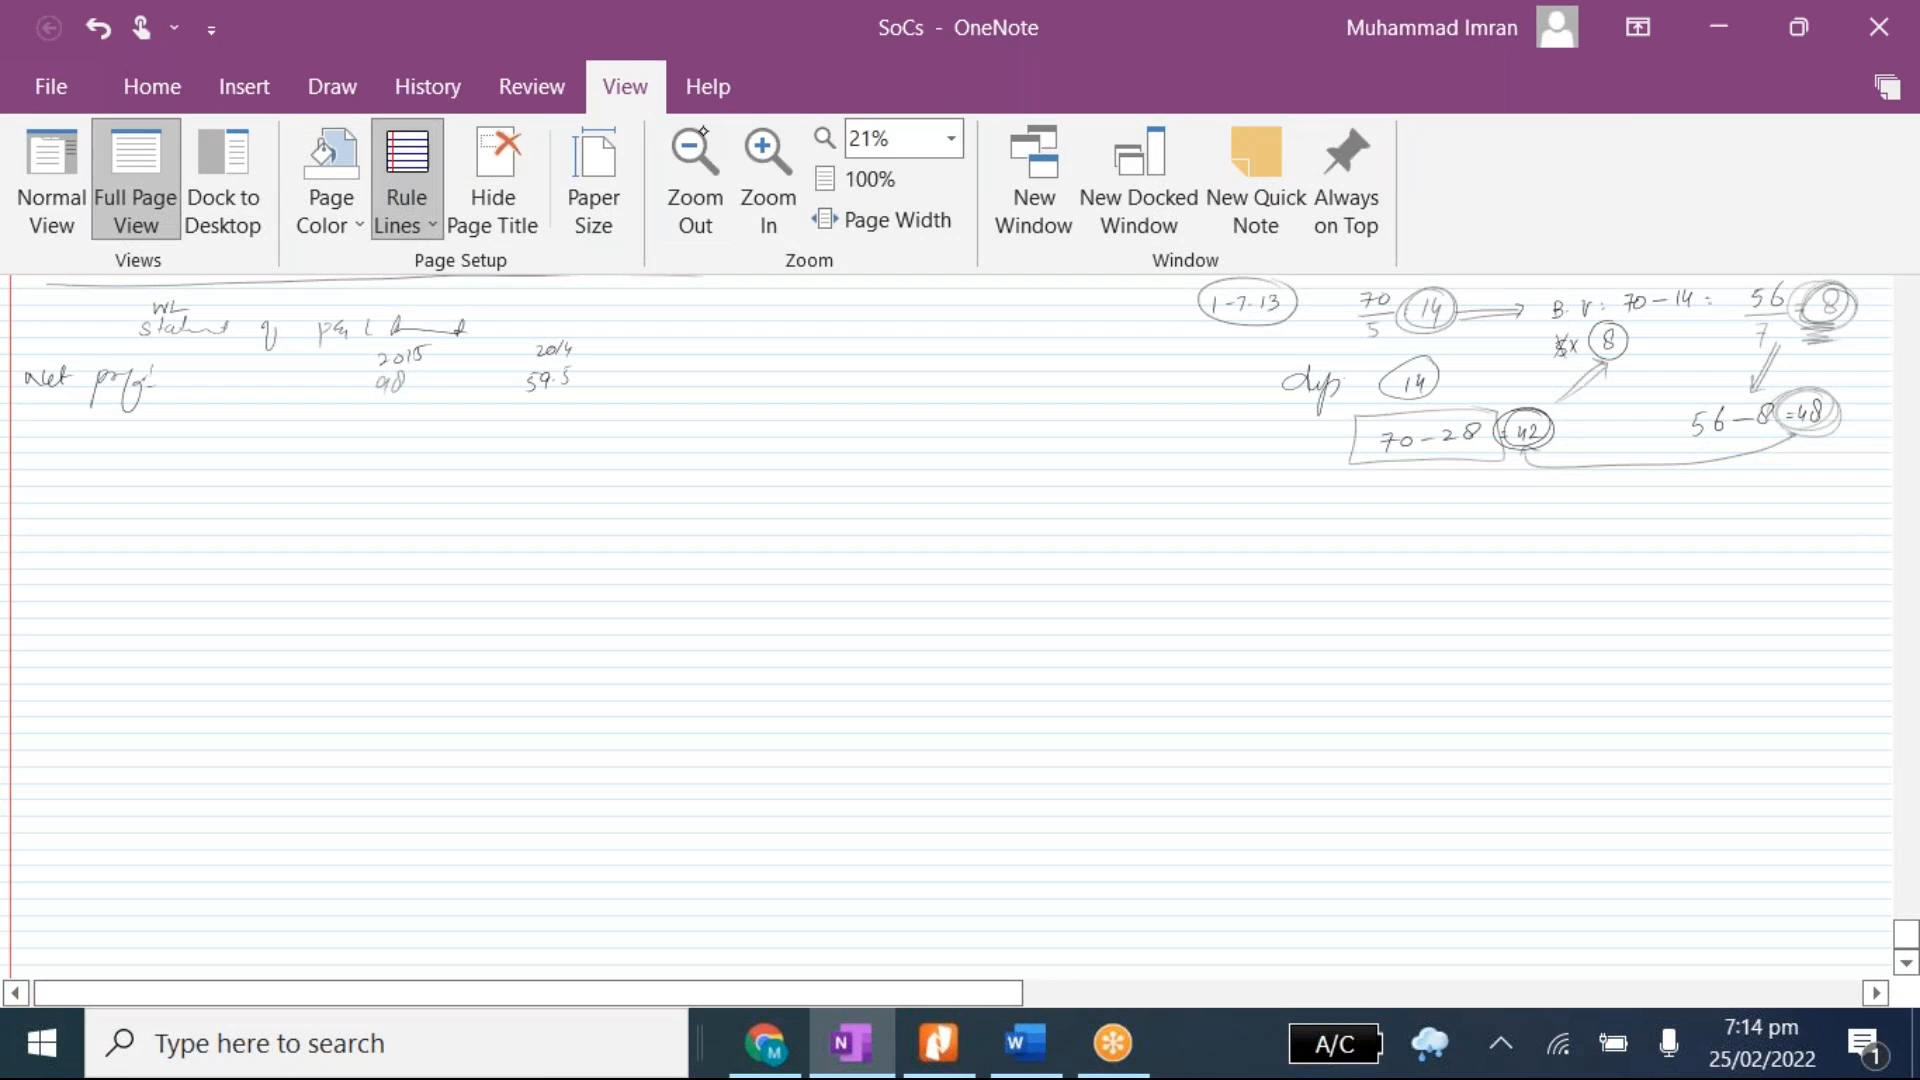 SoCs - OneNote
Muhammad Imran
File Home Insert Draw History Review View Help
Normal View
Full Page View
Dock to Desktop
Page Color
Rule Lines
Hide Page Title
Paper Size
Zoom Out
Zoom In
21%
100%
Page Width
New Window
New Docked Window
New Quick Note
Always on Top
Views
Page Setup
Zoom
Window
WL
2015 2014
Net 98 59.5
1-7-13
70/5 14
B.V: 70-14: 56/7 = 8
x 8
14
70-28 = 42
56-8 = 48
Type here to search
A/C
7:14 pm
25/02/2022
1